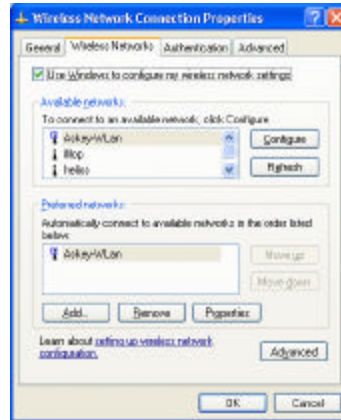 Wireless Network Connection Properties
General Wireless Networks Authentication Advanced
Use Windows to configure my wireless network settings
Available networks:
To connect to an available network, click Configure
Askey-WLan
Configure
helios
Refresh
Preferred networks:
Automatically connect to available networks in the order listed
below:
Askey-WLan
Move up
Move down
Add... Remove Properties
Learn about setting up wireless network
configuration.
Advanced
OK Cancel